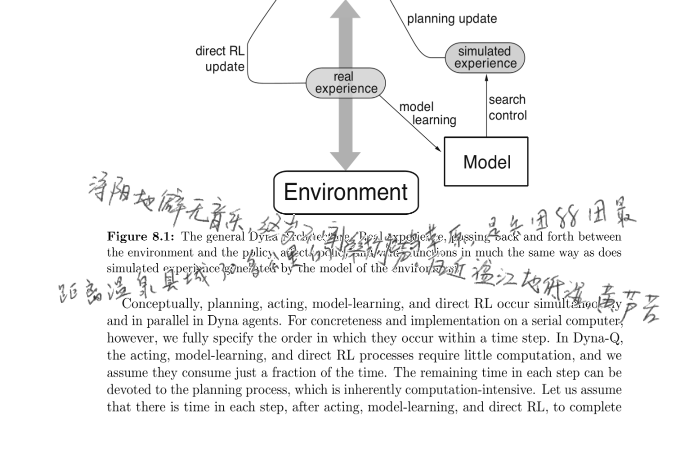 planning update
direct RL
update
simulated
experience
real
experience
model
learning
search
control
Model
Environment
浔阳地僻无音乐
Figure 8.1: The general Dyna Architecture. Real experience, passing back and forth between
the environment and the policy, affects policy and value functions in much the same way as does
simulated experience generated by the model of the environment.
Conceptually, planning, acting, model-learning, and direct RL occur simultaneously
and in parallel in Dyna agents. For concreteness and implementation on a serial computer,
however, we fully specify the order in which they occur within a time step. In Dyna-Q,
the acting, model-learning, and direct RL processes require little computation, and we
assume they consume just a fraction of the time. The remaining time in each step can be
devoted to the planning process, which is inherently computation-intensive. Let us assume
that there is time in each step, after acting, model-learning, and direct RL, to complete